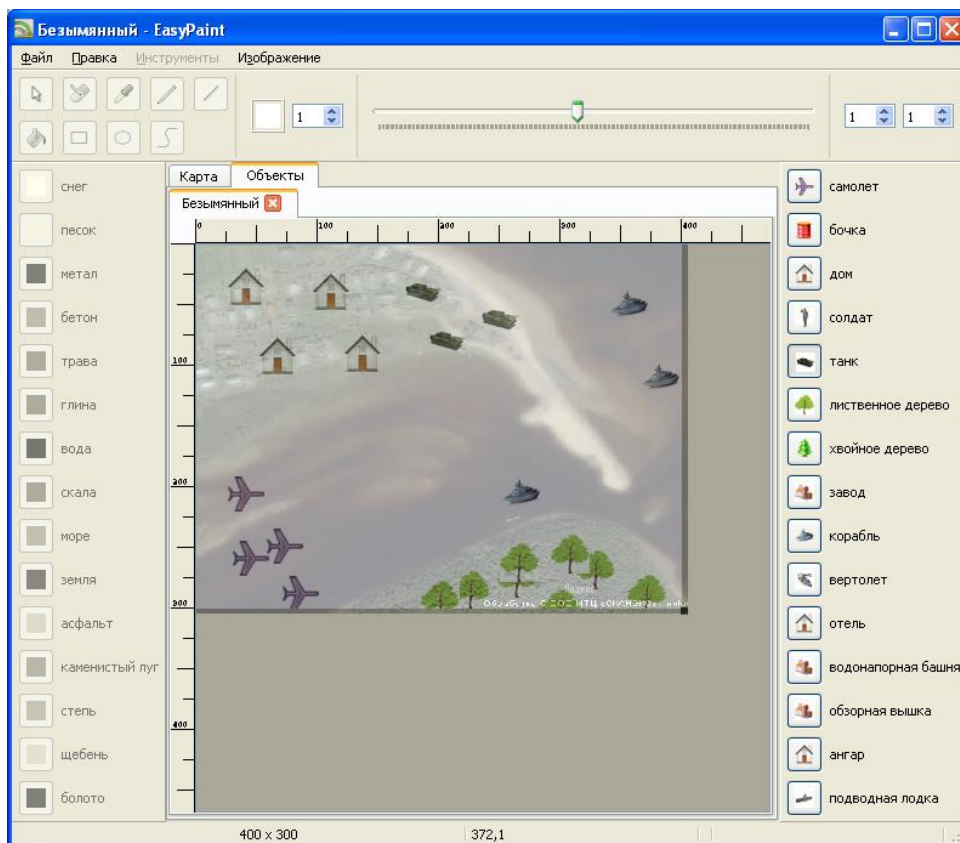 Безымянный - EasyPaint
Файл Правка Инструменты Изображение
1
1 1
Карта Объекты
Безымянный
0 100 200 300 400
100
200
300
400
снег
песок
метал
бетон
трава
глина
вода
скала
море
земля
асфальт
каменистый луг
степь
щебень
болото
самолет
бочка
дом
солдат
танк
лиственное дерево
хвойное дерево
завод
корабль
вертолет
отель
водонапорная башня
обзорная вышка
ангар
подводная лодка
Яндекс
400 x 300 372,1